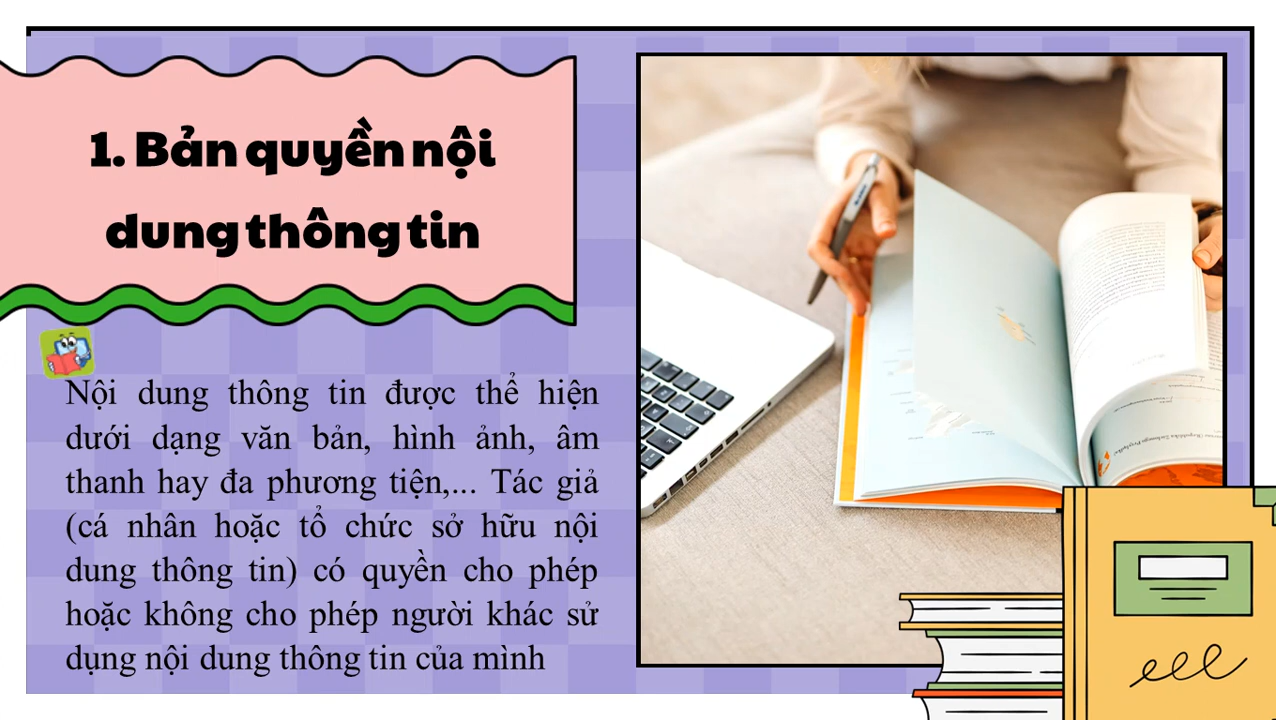 1. Bản quyền nội
dung thông tin
Nội dung thông tin được thể hiện
dưới dạng văn bản, hình ảnh, âm
thanh hay đa phương tiện,... Tác giả
(cá nhân hoặc tổ chức sở hữu nội
dung thông tin) có quyền cho phép
hoặc không cho phép người khác sử
dụng nội dung thông tin của mình